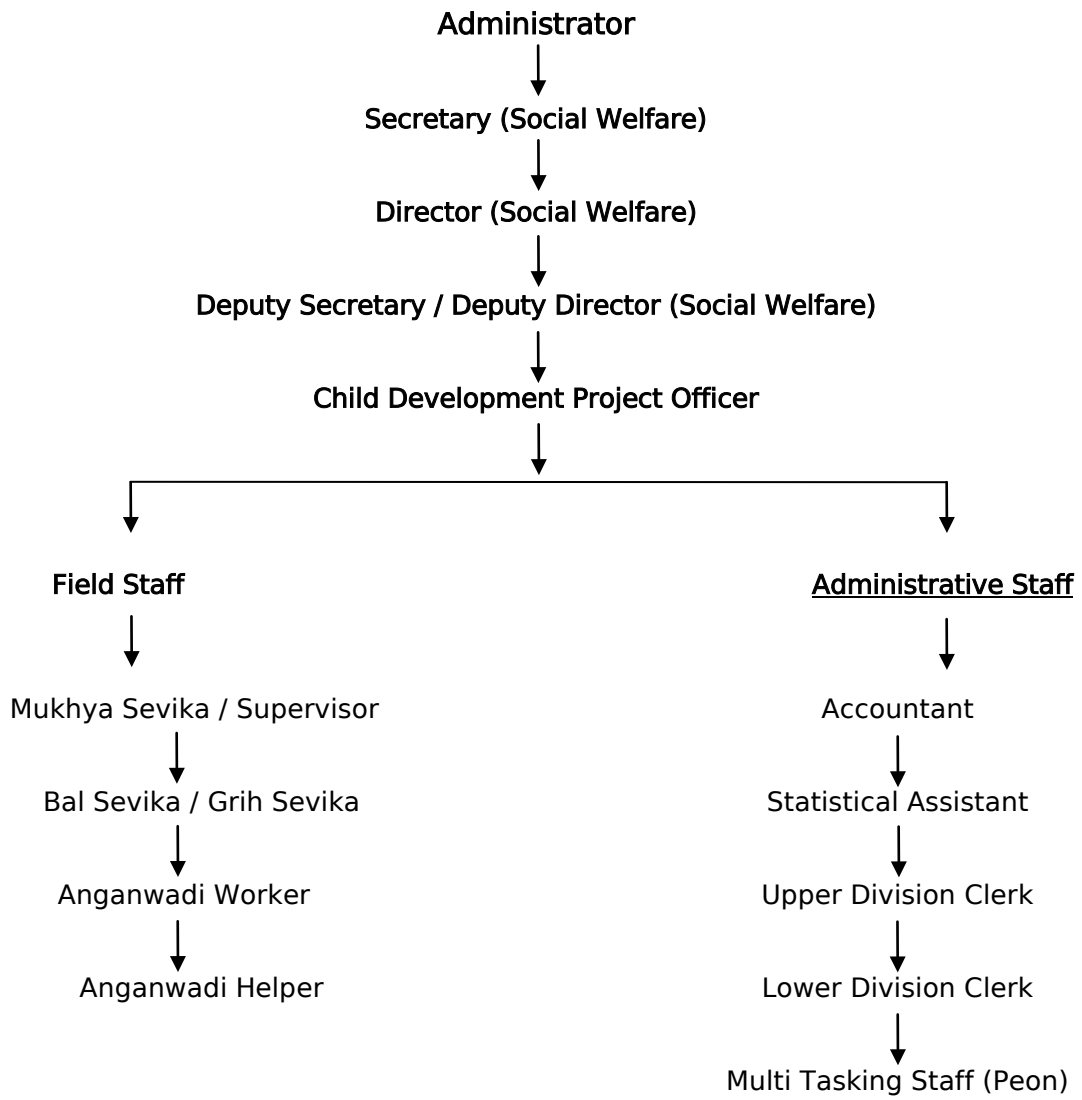 Administrator
Secretary (Social Welfare)
Director (Social Welfare)
Deputy Secretary / Deputy Director (Social Welfare)
Child Development Project Officer
Field Staff
Administrative Staff
Mukhya Sevika / Supervisor
Accountant
Bal Sevika / Grih Sevika
Statistical Assistant
Anganwadi Worker
Upper Division Clerk
Anganwadi Helper
Lower Division Clerk
Multi Tasking Staff (Peon)